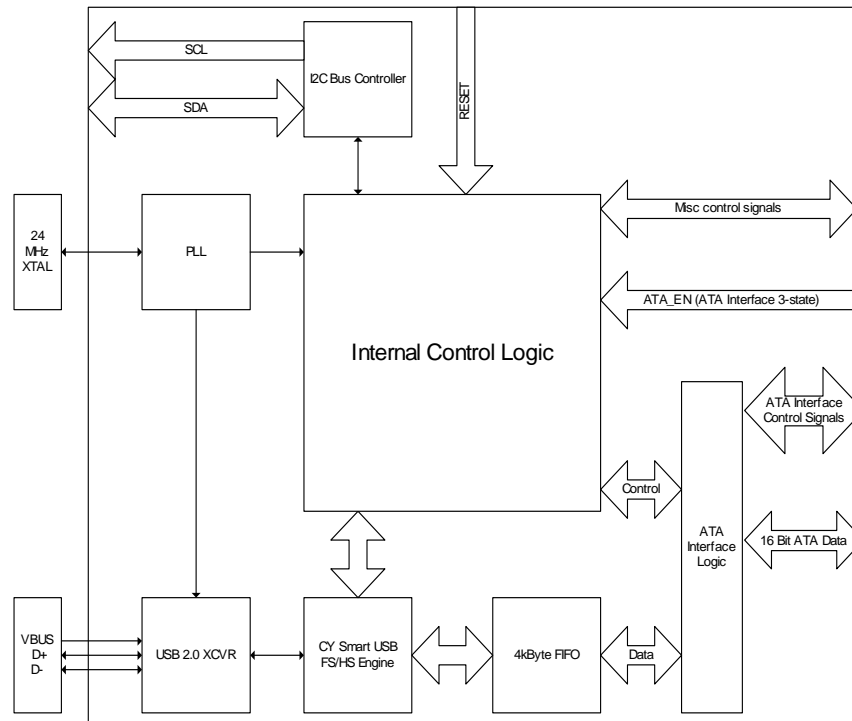 SCL
I2C Bus Controller
SDA
RESET
24
MHz
XTAL
PLL
Misc control signals
ATA_EN (ATA Interface 3-state)
Internal Control Logic
ATA Interface
Control Signals
Control
ATA
Interface
Logic
16 Bit ATA Data
VBUS
D+
D-
USB 2.0 XCVR
CY Smart USB
FS/HS Engine
4kByte FIFO
Data